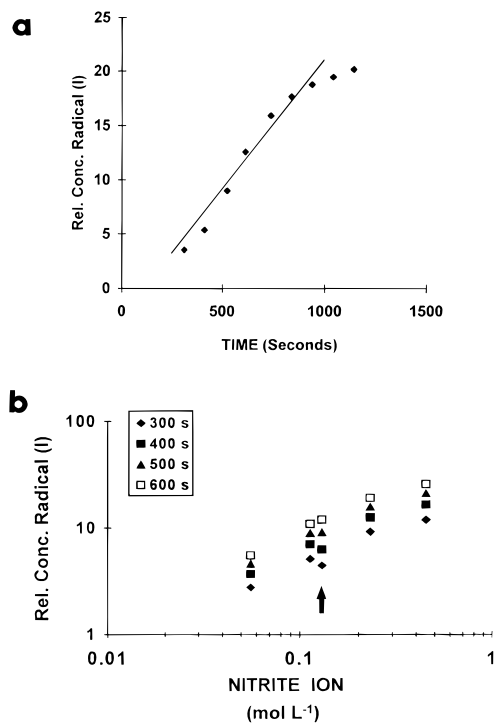 a
25
20
15
10
5
0
Rel. Conc. Radical (I)
0 500 1000 1500
TIME (Seconds)
b
300 s
400 s
500 s
600 s
100
10
1
Rel. Conc. Radical (I)
0.01 0.1 1
NITRITE ION
(mol L-1)